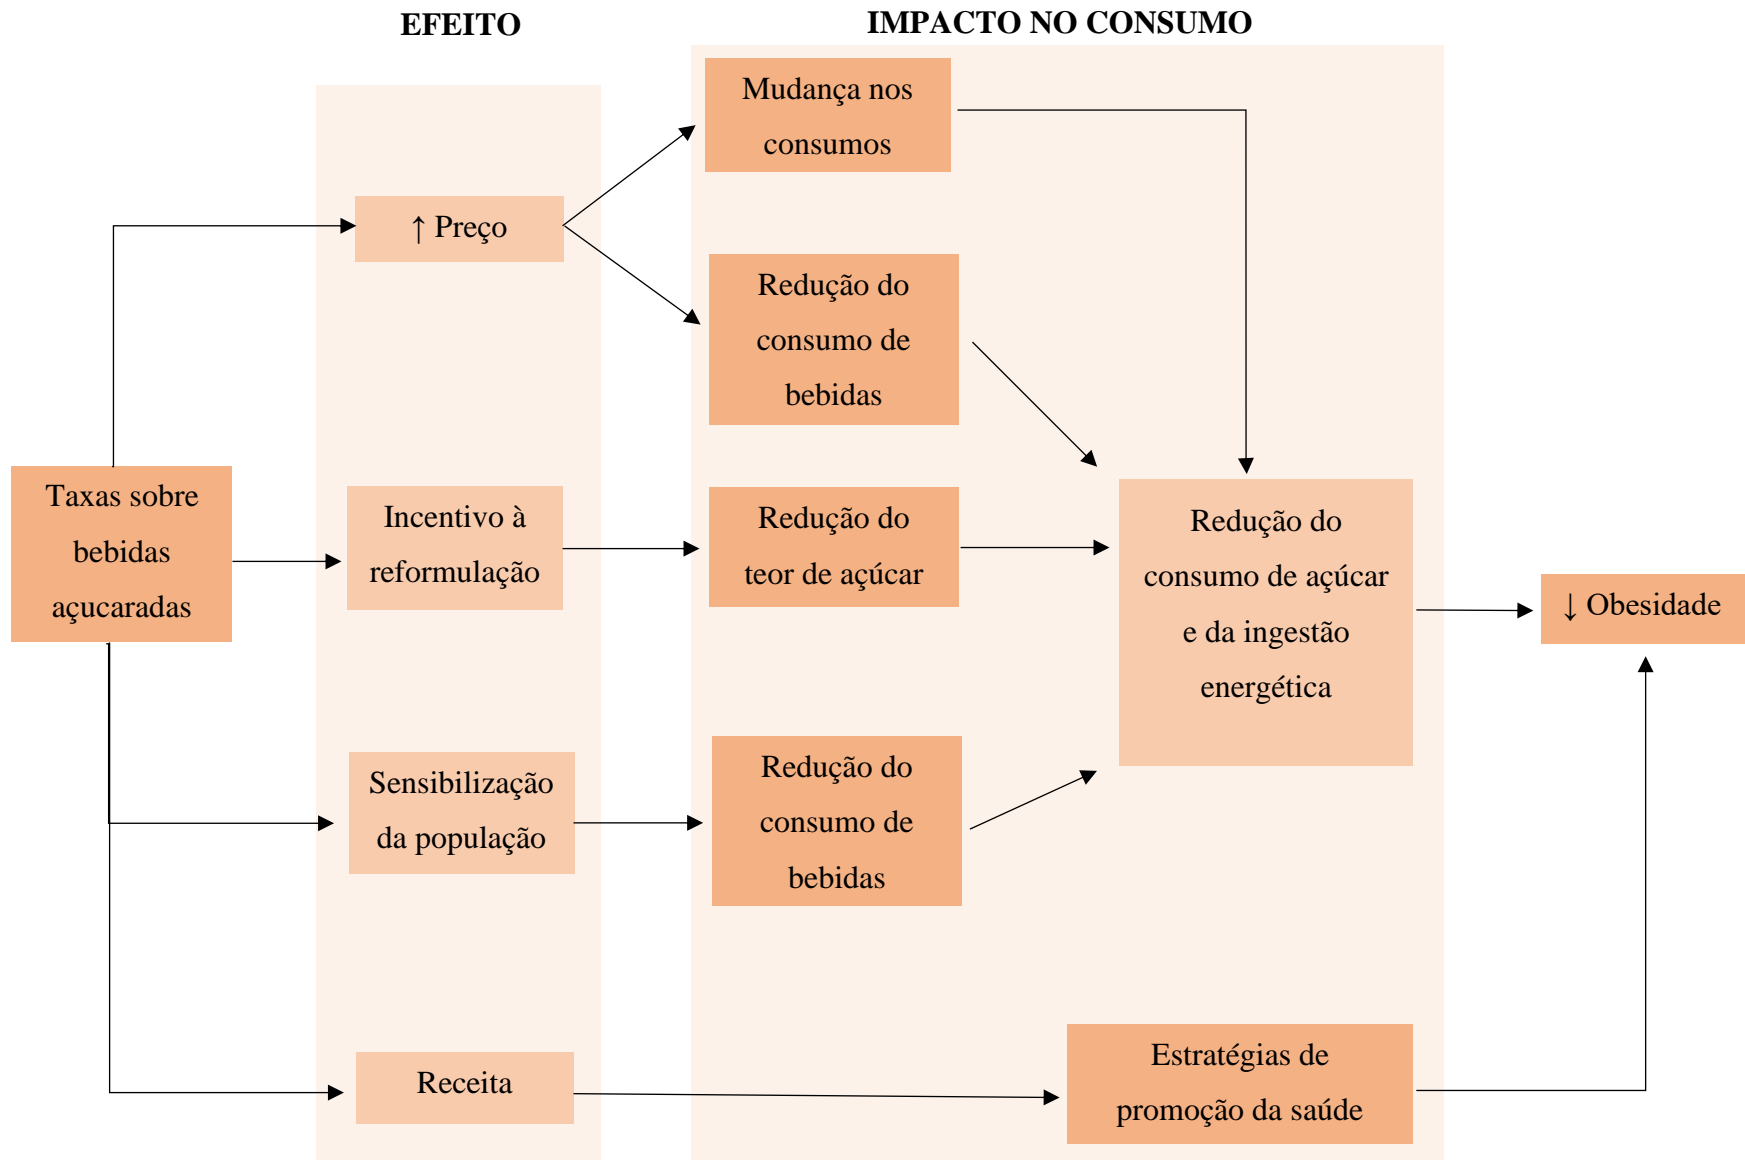 EFEITO
IMPACTO NO CONSUMO
Mudança nos
consumos
↑ Preço
Redução do
consumo de
bebidas
Taxas sobre
bebidas
açucaradas
Incentivo à
reformulação
Redução do
teor de açúcar
Redução do
consumo de açúcar
e da ingestão
energética
↓ Obesidade
Sensibilização
da população
Redução do
consumo de
bebidas
Receita
Estratégias de
promoção da saúde